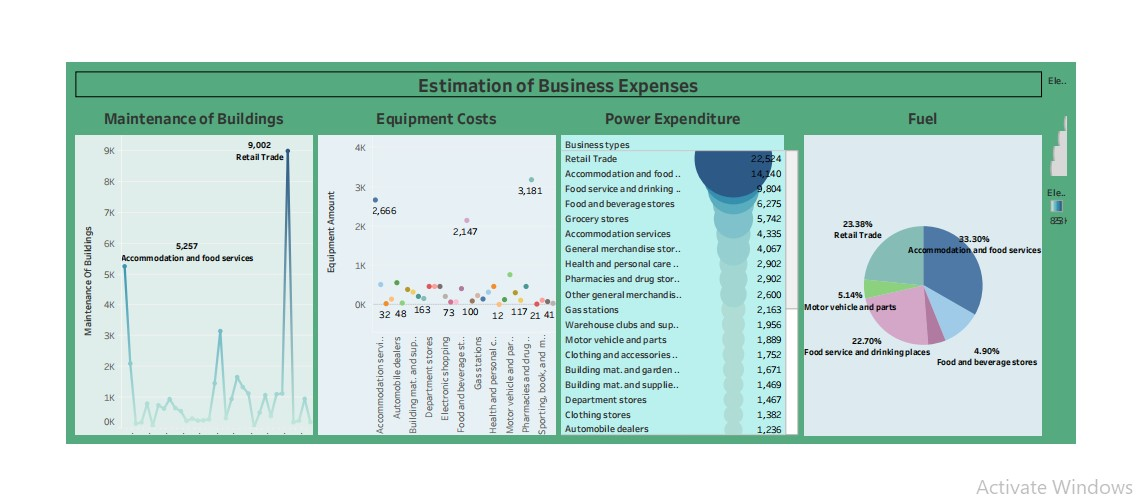 Estimation of Business Expenses
Ele..
Maintenance of Buildings
Equipment Costs
Power Expenditure
Fuel
Maintenance Of Buildings
9K
8K
7K
6K
5K
4K
3K
2K
1K
0K
9,002
Retail Trade
5,257
Accommodation and food services
Equipment Amount
4K
3K
2K
1K
0K
2,666
2,147
3,181
32
48
163
73
100
12
117
21
41
Accommodation servi..
Automobile dealers
Building mat. and sup..
Department stores
Electronic shopping
Food and beverage st..
Gas stations
Health and personal c..
Motor vehicle and par..
Pharmacies and drug ..
Sporting, book, and m..
Business types
Retail Trade 22,524
Accommodation and food .. 14,140
Food service and drinking .. 9,804
Food and beverage stores 6,275
Grocery stores 5,742
Accommodation services 4,335
General merchandise stor.. 4,067
Health and personal care .. 2,902
Pharmacies and drug stor.. 2,902
Other general merchandis.. 2,600
Gas stations 2,163
Warehouse clubs and sup.. 1,956
Motor vehicle and parts 1,889
Clothing and accessories .. 1,752
Building mat. and garden .. 1,671
Building mat. and supplie.. 1,469
Department stores 1,467
Clothing stores 1,382
Automobile dealers 1,236
23.38%
Retail Trade
33.30%
Accommodation and food services
5.14%
Motor vehicle and parts
22.70%
Food service and drinking places
4.90%
Food and beverage stores
Ele..
Activate Windows